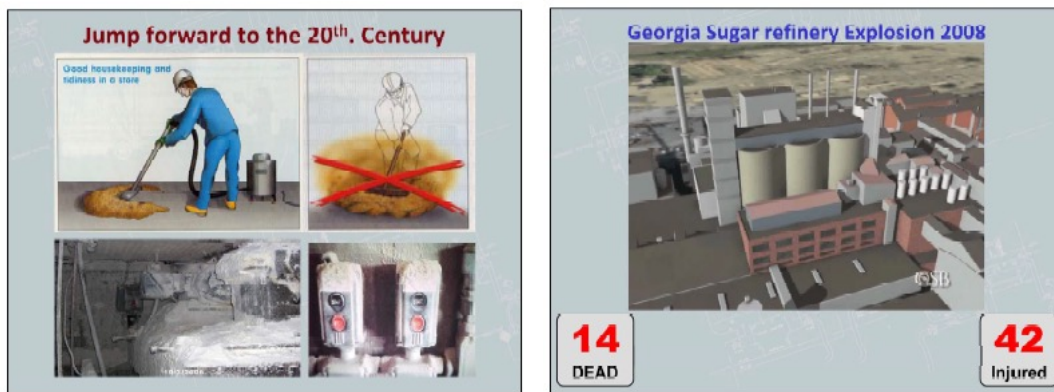 Jump forward to the 20th. Century
Good housekeeping and
tidiness in a store
Georgia Sugar refinery Explosion 2008
CSB
14
DEAD
42
Injured